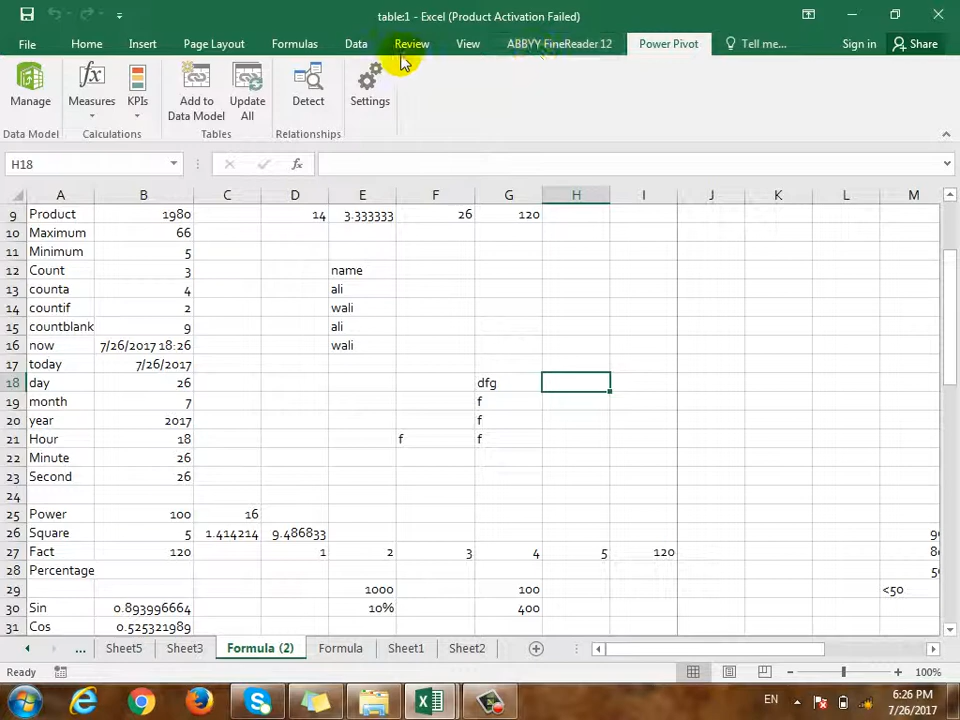 table:1 - Excel (Product Activation Failed)
File Home Insert Page Layout Formulas Data Review View ABBYY FineReader 12 Power Pivot Tell me... Sign in Share
Manage Measures KPIs Add to Data Model Update All Detect Settings
Data Model Calculations Tables Relationships
H18 fx
A B C D E F G H I J K L M
9 Product 1980 14 3.333333 26 120
10 Maximum 66
11 Minimum 5
12 Count 3 name
13 counta 4 ali
14 countif 2 wali
15 countblank 9 ali
16 now 7/26/2017 18:26 wali
17 today 7/26/2017
18 day 26 dfg
19 month 7 f
20 year 2017 f
21 Hour 18 f f
22 Minute 26
23 Second 26
24
25 Power 100 16
26 Square 5 1.414214 9.486833
27 Fact 120 1 2 3 4 5 120
28 Percentage
29 1000 100 <50
30 Sin 0.893996664 10% 400
31 Cos 0.525321989
... Sheet5 Sheet3 Formula (2) Formula Sheet1 Sheet2
Ready 100%
EN 6:26 PM
7/26/2017